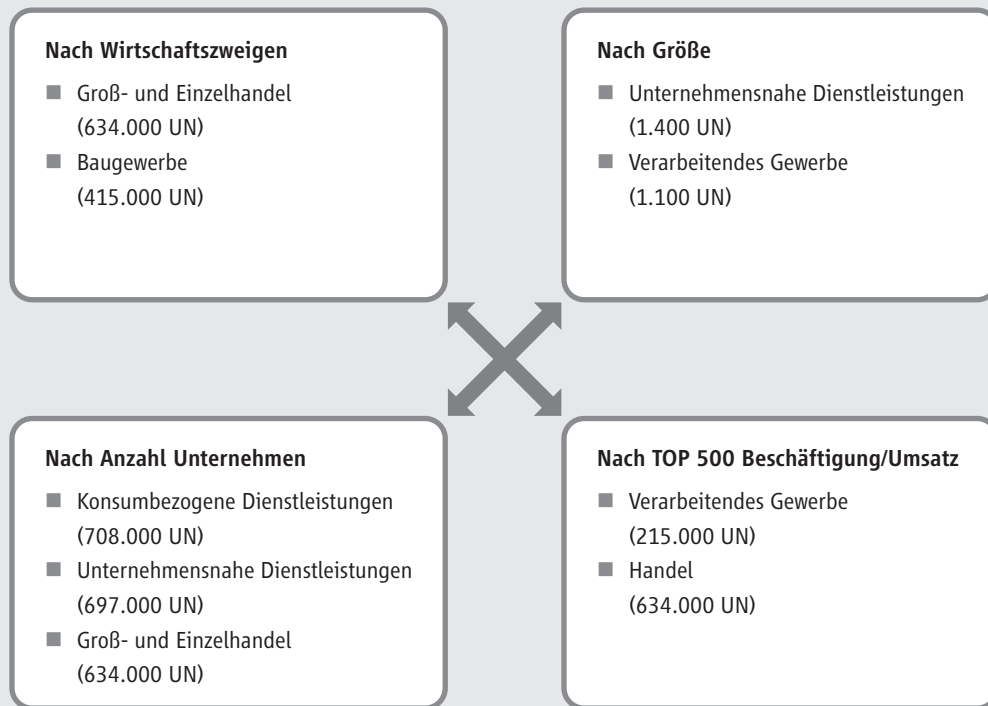 Nach Wirtschaftszweigen
Groß- und Einzelhandel
(634.000 UN)
Baugewerbe
(415.000 UN)
Nach Größe
Unternehmensnahe Dienstleistungen
(1.400 UN)
Verarbeitendes Gewerbe
(1.100 UN)
Nach Anzahl Unternehmen
Konsumbezogene Dienstleistungen
(708.000 UN)
Unternehmensnahe Dienstleistungen
(697.000 UN)
Groß- und Einzelhandel
(634.000 UN)
Nach TOP 500 Beschäftigung/Umsatz
Verarbeitendes Gewerbe
(215.000 UN)
Handel
(634.000 UN)